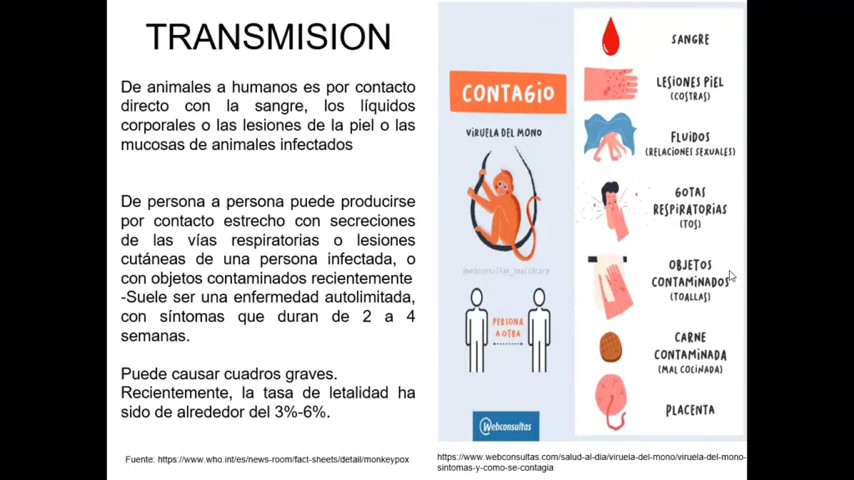 TRANSMISION
De animales a humanos es por contacto
directo con la sangre, los líquidos
corporales o las lesiones de la piel o las
mucosas de animales infectados
De persona a persona puede producirse
por contacto estrecho con secreciones
de las vías respiratorias o lesiones
cutáneas de una persona infectada, o
con objetos contaminados recientemente
-Suele ser una enfermedad autolimitada,
con síntomas que duran de 2 a 4
semanas.
Puede causar cuadros graves.
Recientemente, la tasa de letalidad ha
sido de alrededor del 3%-6%.
Fuente: https://www.who.int/es/news-room/fact-sheets/detail/monkeypox
CONTAGIO
VIRUELA DEL MONO
@webconsultas_healthcare
PERSONA
A OTRA
Webconsultas
SANGRE
LESIONES PIEL
(COSTRAS)
FLUIDOS
(RELACIONES SEXUALES)
GOTAS
RESPIRATORIAS
(TOS)
OBJETOS
CONTAMINADOS
(TOALLAS)
CARNE
CONTAMINADA
(MAL COCINADA)
PLACENTA
https://www.webconsultas.com/salud-al-dia/viruela-del-mono/viruela-del-mono-
sintomas-y-como-se-contagia